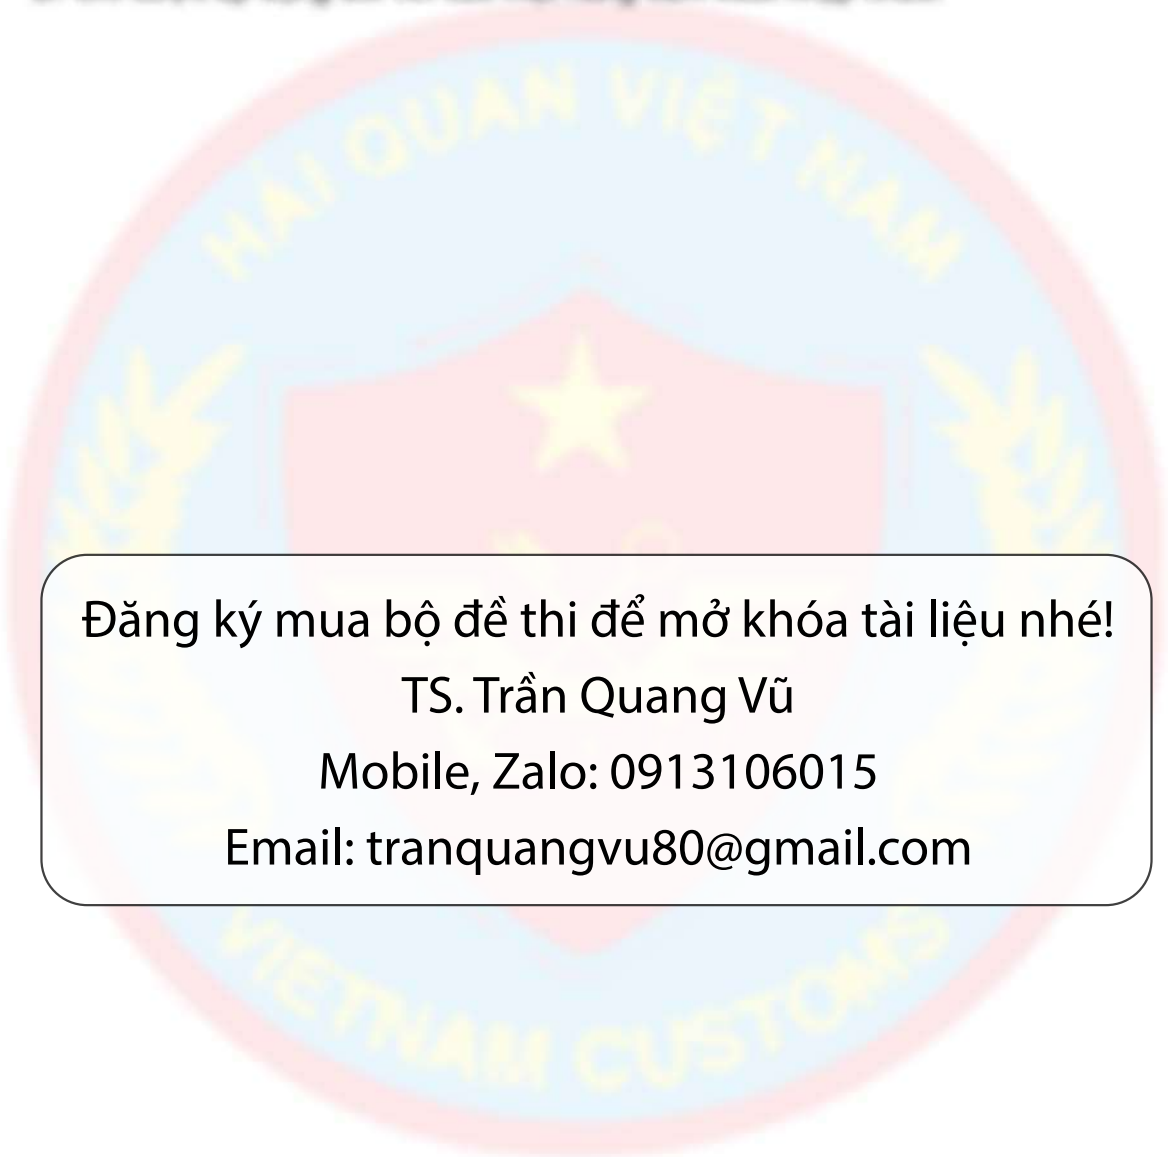 HẢI QUAN VIỆT NAM
Đăng ký mua bộ đề thi để mở khóa tài liệu nhé!
TS. Trần Quang Vũ
Mobile, Zalo: 0913106015
Email: tranquangvu80@gmail.com
VIETNAM CUSTOMS